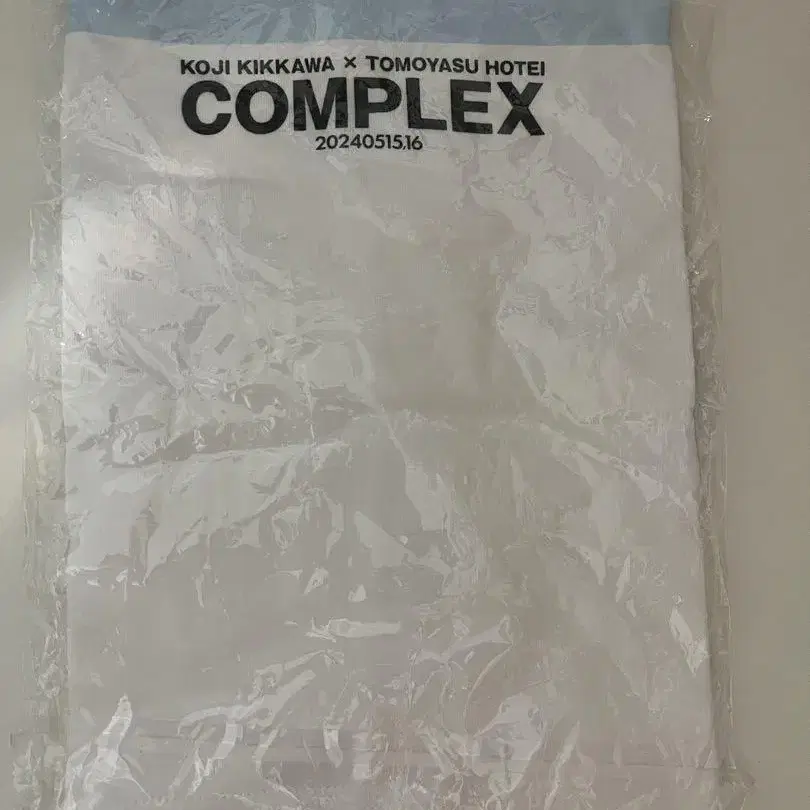 KOJI KIKKAWA × TOMOYASU HOTEI
COMPLEX
20240515.16